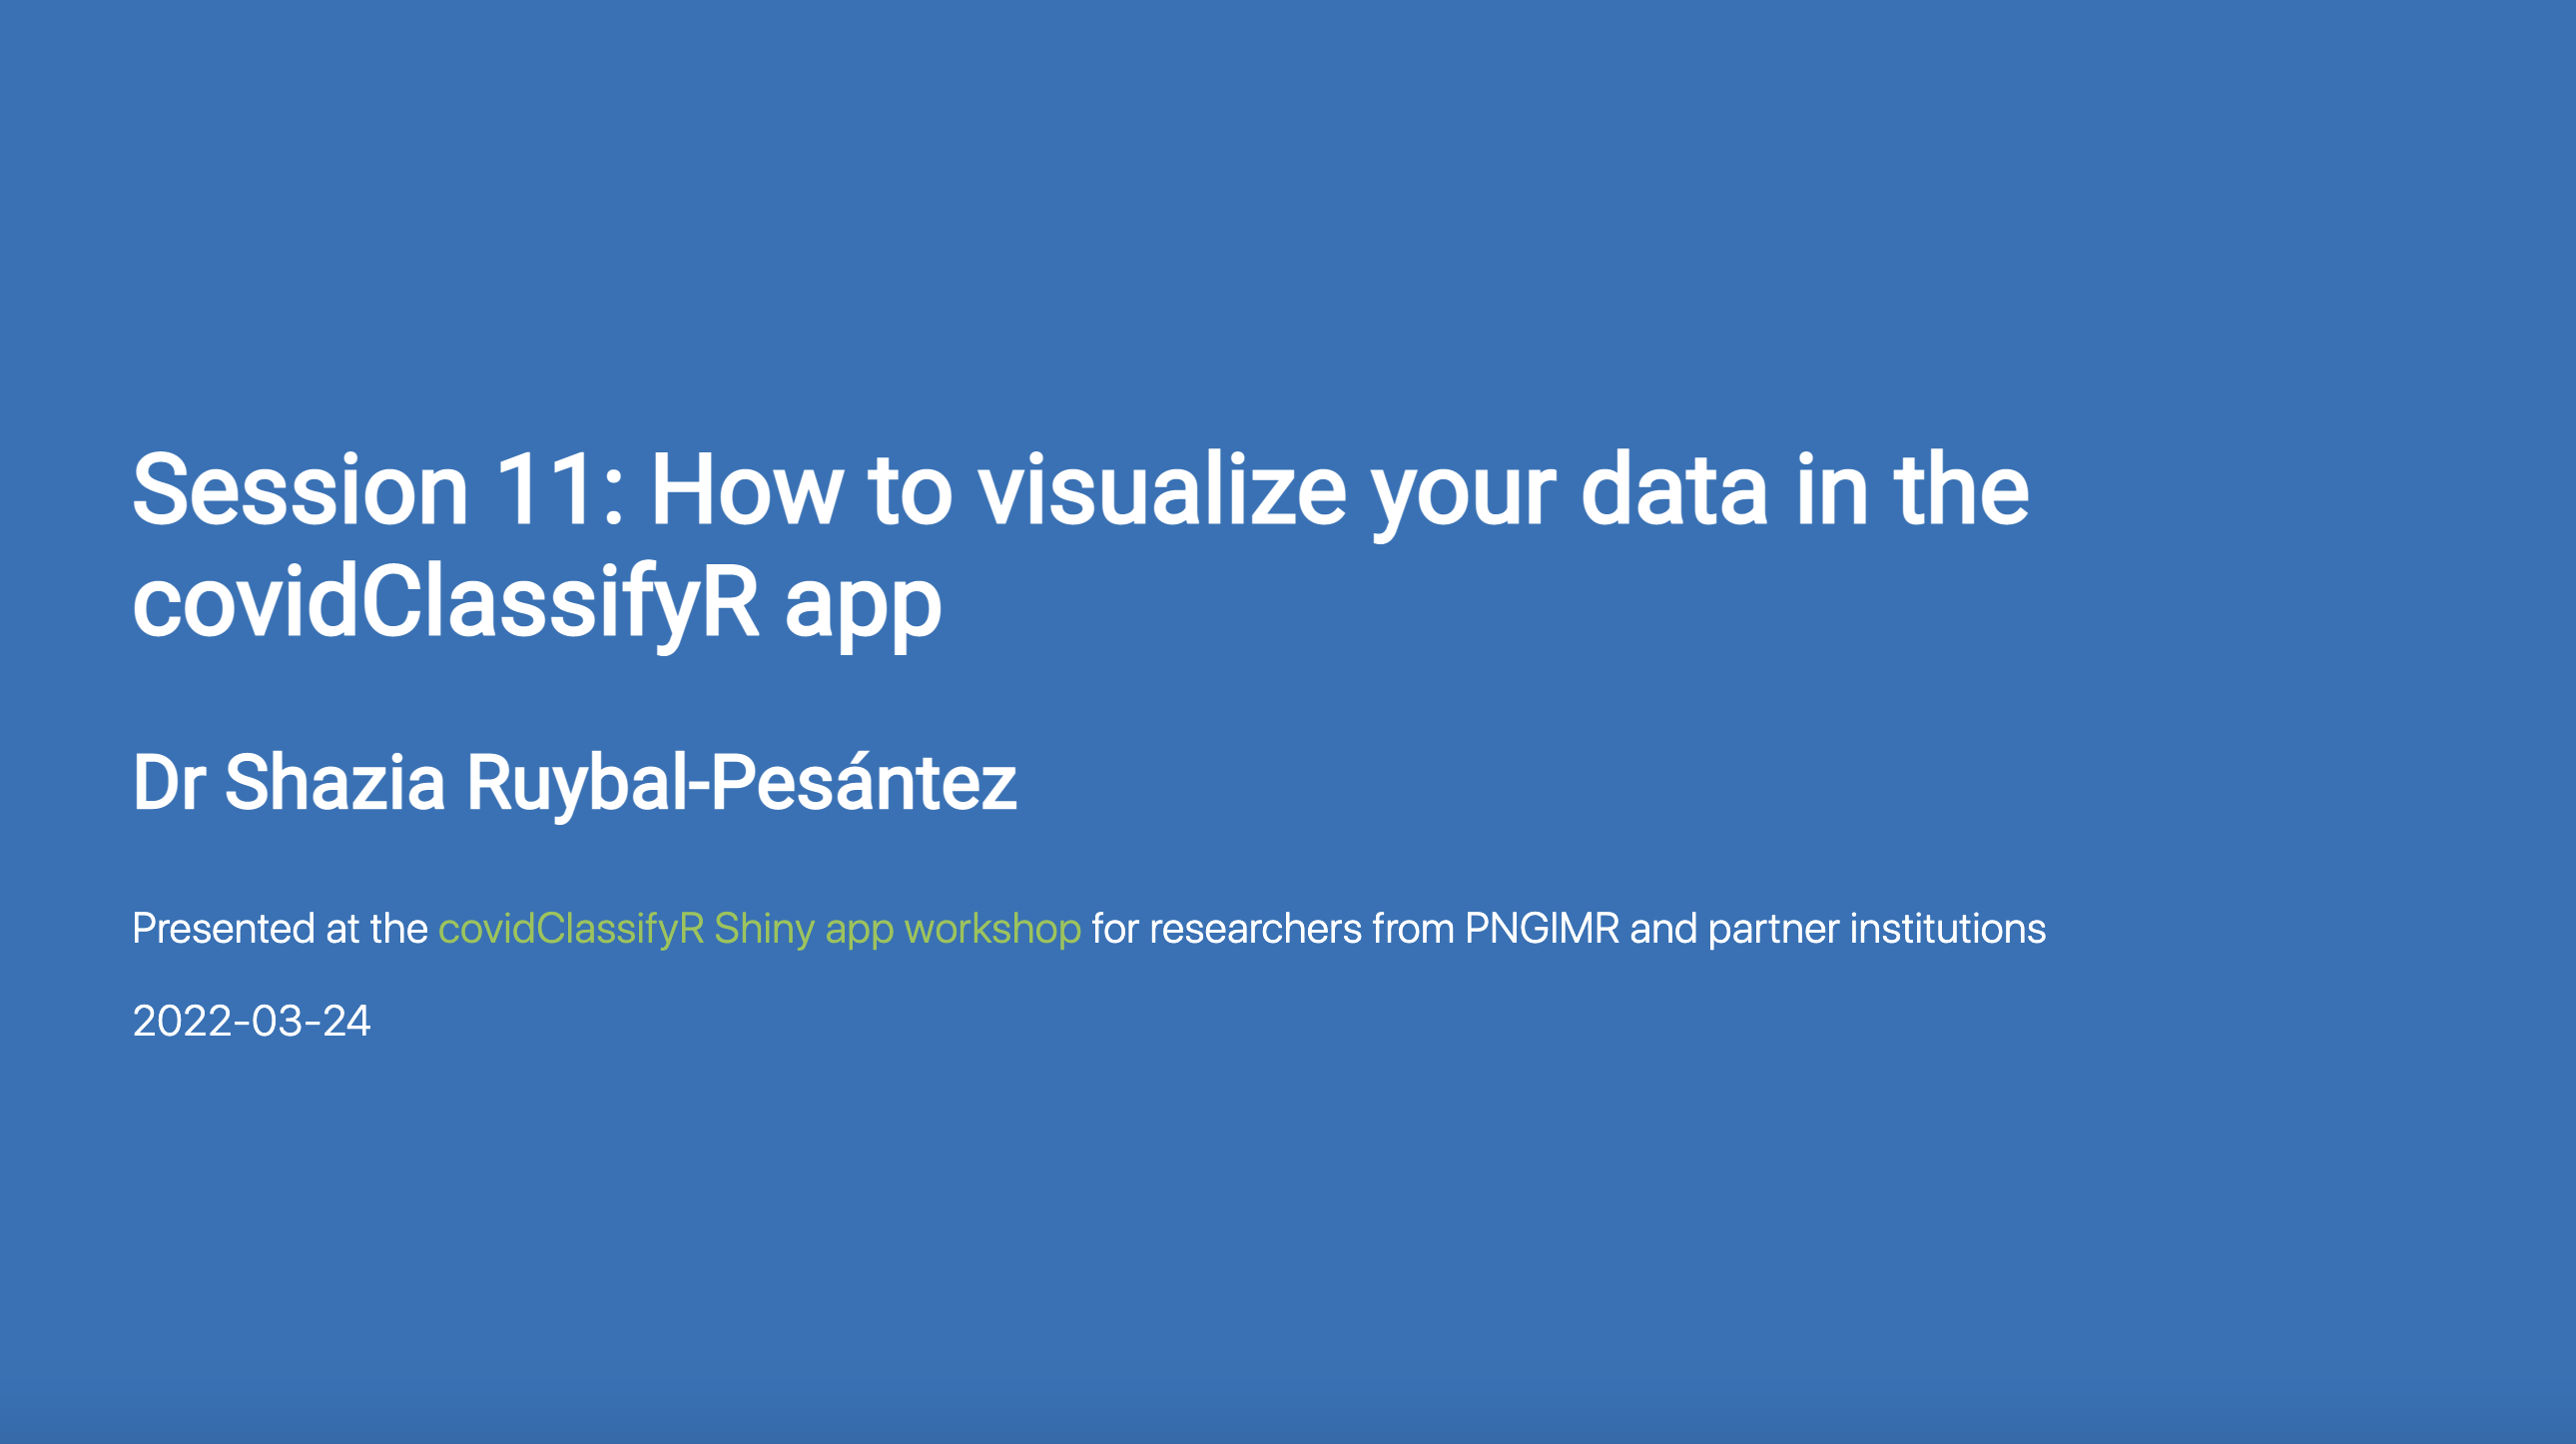 Session 11: How to visualize your data in the
covidClassifyR app
Dr Shazia Ruybal-Pesántez
Presented at the covidClassifyR Shiny app workshop for researchers from PNGIMR and partner institutions
2022-03-24